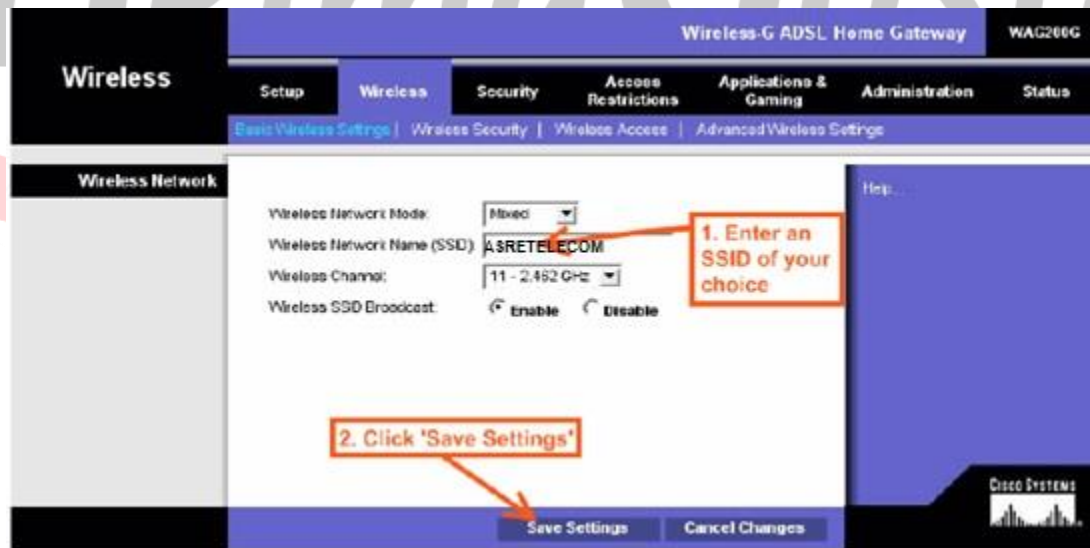 Wireless-G ADSL Home Gateway WAG200G
Wireless
Setup Wireless Security Access Restrictions Applications & Gaming Administration Status
Basic Wireless Settings | Wireless Security | Wireless Access | Advanced Wireless Settings
Wireless Network
Help...
Wireless Network Mode: Mixed
Wireless Network Name (SSID) ASRETELECOM
1. Enter an
SSID of your
choice
Wireless Channel: 11 - 2.462 GHz
Wireless SSID Broadcast: Enable Disable
2. Click 'Save Settings'
CISCO SYSTEMS
Save Settings Cancel Changes